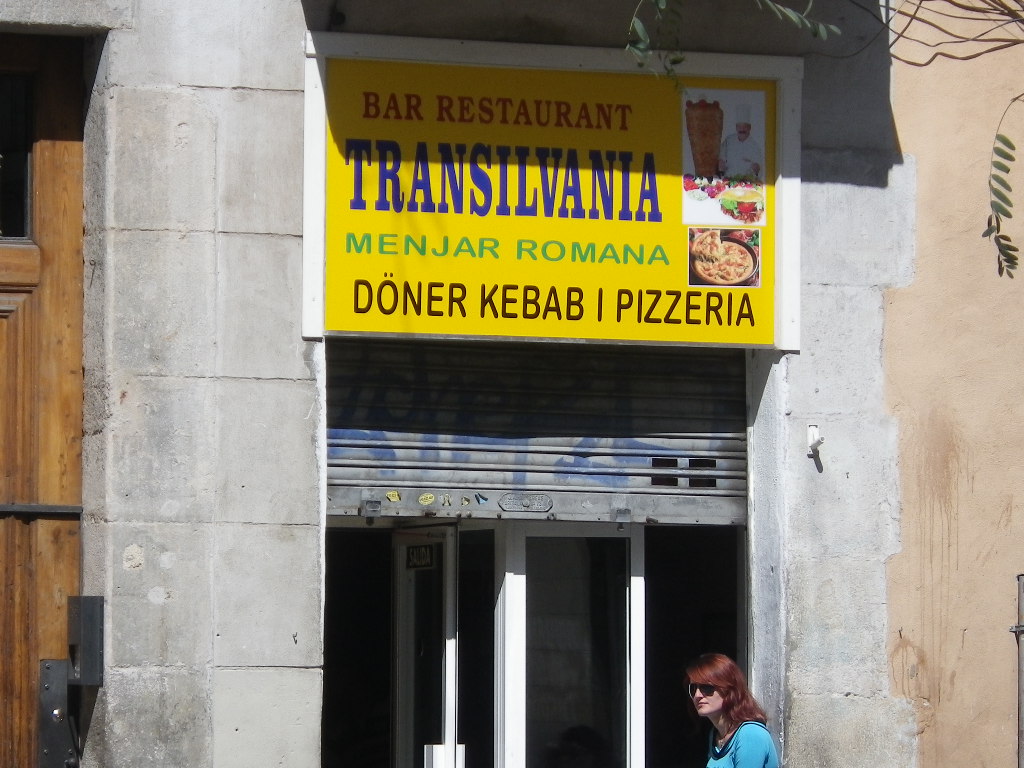 BAR RESTAURANT
TRANSILVANIA
MENJAR ROMANA
DÖNER KEBAB I PIZZERIA
SALIDA